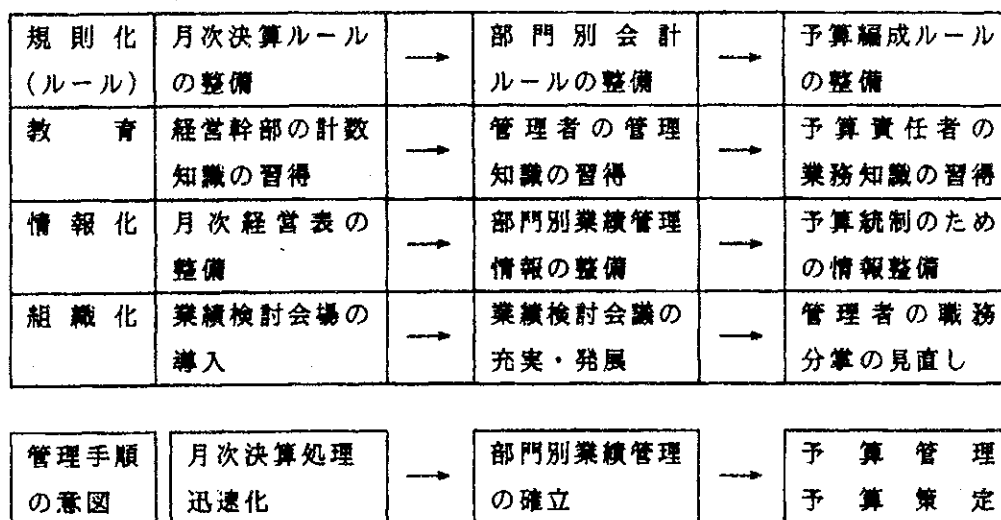 規則化 月次決算ルール → 部門別会計 → 予算編成ルール
(ルール) の整備 ルールの整備 の整備
教育 経営幹部の計数 → 管理者の管理 → 予算責任者の
知識の習得 知識の習得 業務知識の習得
情報化 月次経営表の → 部門別業績管理 → 予算統制のため
整備 情報の整備 の情報整備
組織化 業績検討会場の → 業績検討会議の → 管理者の職務
導入 充実・発展 分掌の見直し
管理手順 月次決算処理 → 部門別業績管理 → 予算管理
の意図 迅速化 の確立 予算策定